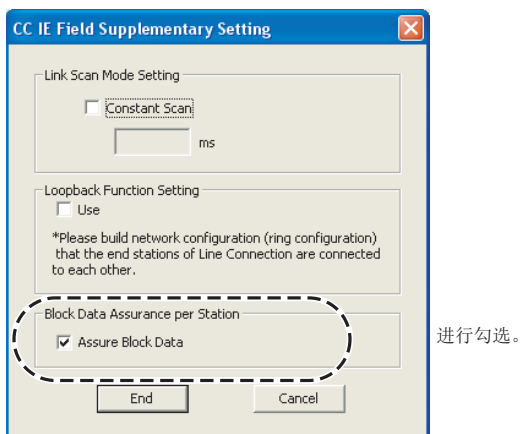 CC IE Field Supplementary Setting
Link Scan Mode Setting
Constant Scan
ms
Loopback Function Setting
Use
*Please build network configuration (ring configuration)
that the end stations of Line Connection are connected
to each other.
Block Data Assurance per Station
Assure Block Data
进行勾选。
End
Cancel